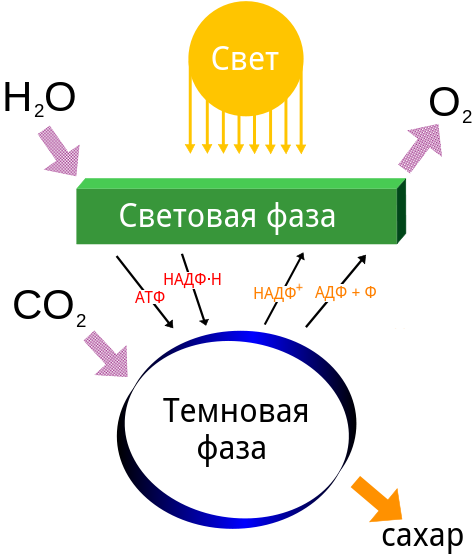 Свет
H₂O
O₂
Световая фаза
АТФ
НАДФ·Н
НАДФ⁺
АДФ + Ф
CO₂
Темновая
фаза
сахар